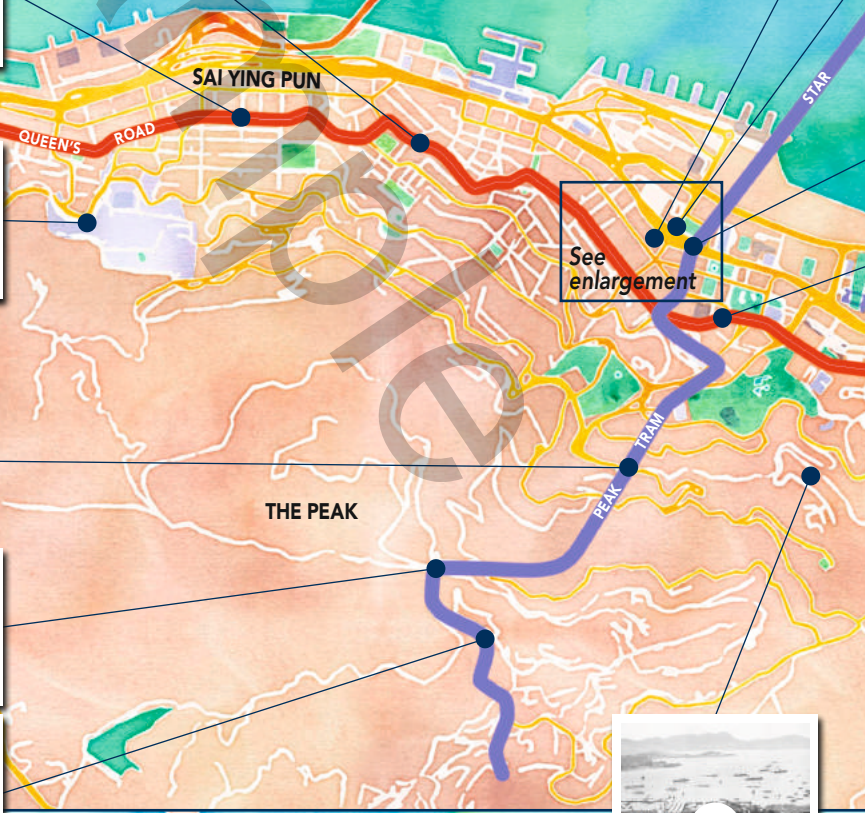 SAI YING PUN
STAR
QUEEN'S ROAD
See
enlargement
PEAK TRAM
THE PEAK